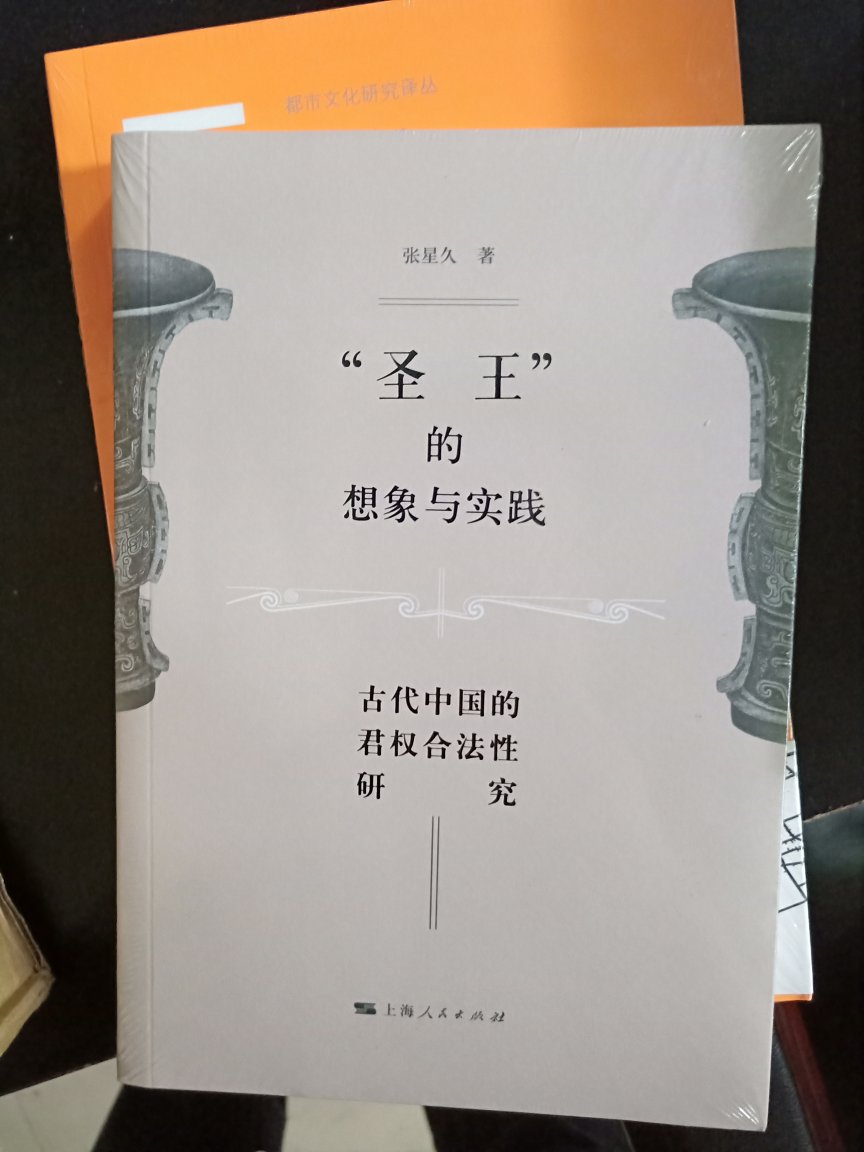 都市文化研究译丛
张星久 著
“圣 王”
的
想象与实践
古代中国的
君权合法性
研 究
上海人民出版社